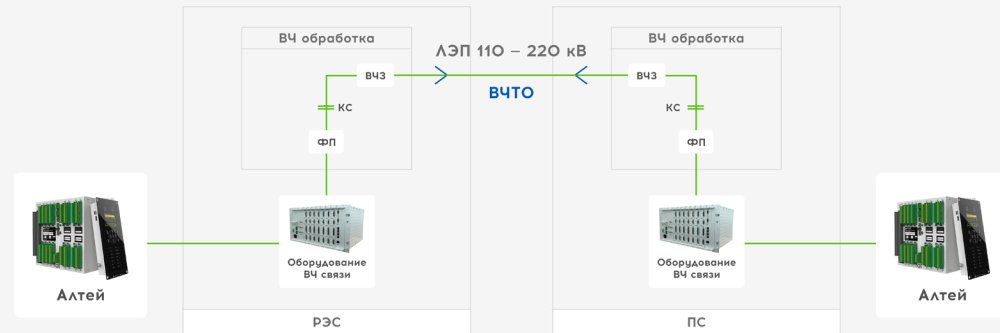 ВЧ обработка
ВЧ обработка
ЛЭП 110 – 220 кВ
ВЧЗ
ВЧЗ
ВЧТО
КС
КС
ФП
ФП
Оборудование
ВЧ связи
Оборудование
ВЧ связи
Алтей
Алтей
РЭС
ПС